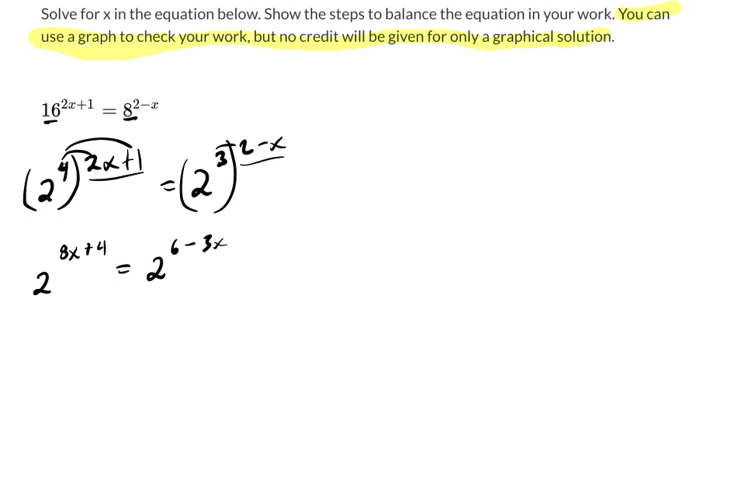 Solve for x in the equation below. Show the steps to balance the equation in your work. You can
use a graph to check your work, but no credit will be given for only a graphical solution.
16^{2x+1} = 8^{2-x}
(2^4)^{2x+1} = (2^3)^{2-x}
2^{8x+4} = 2^{6-3x}